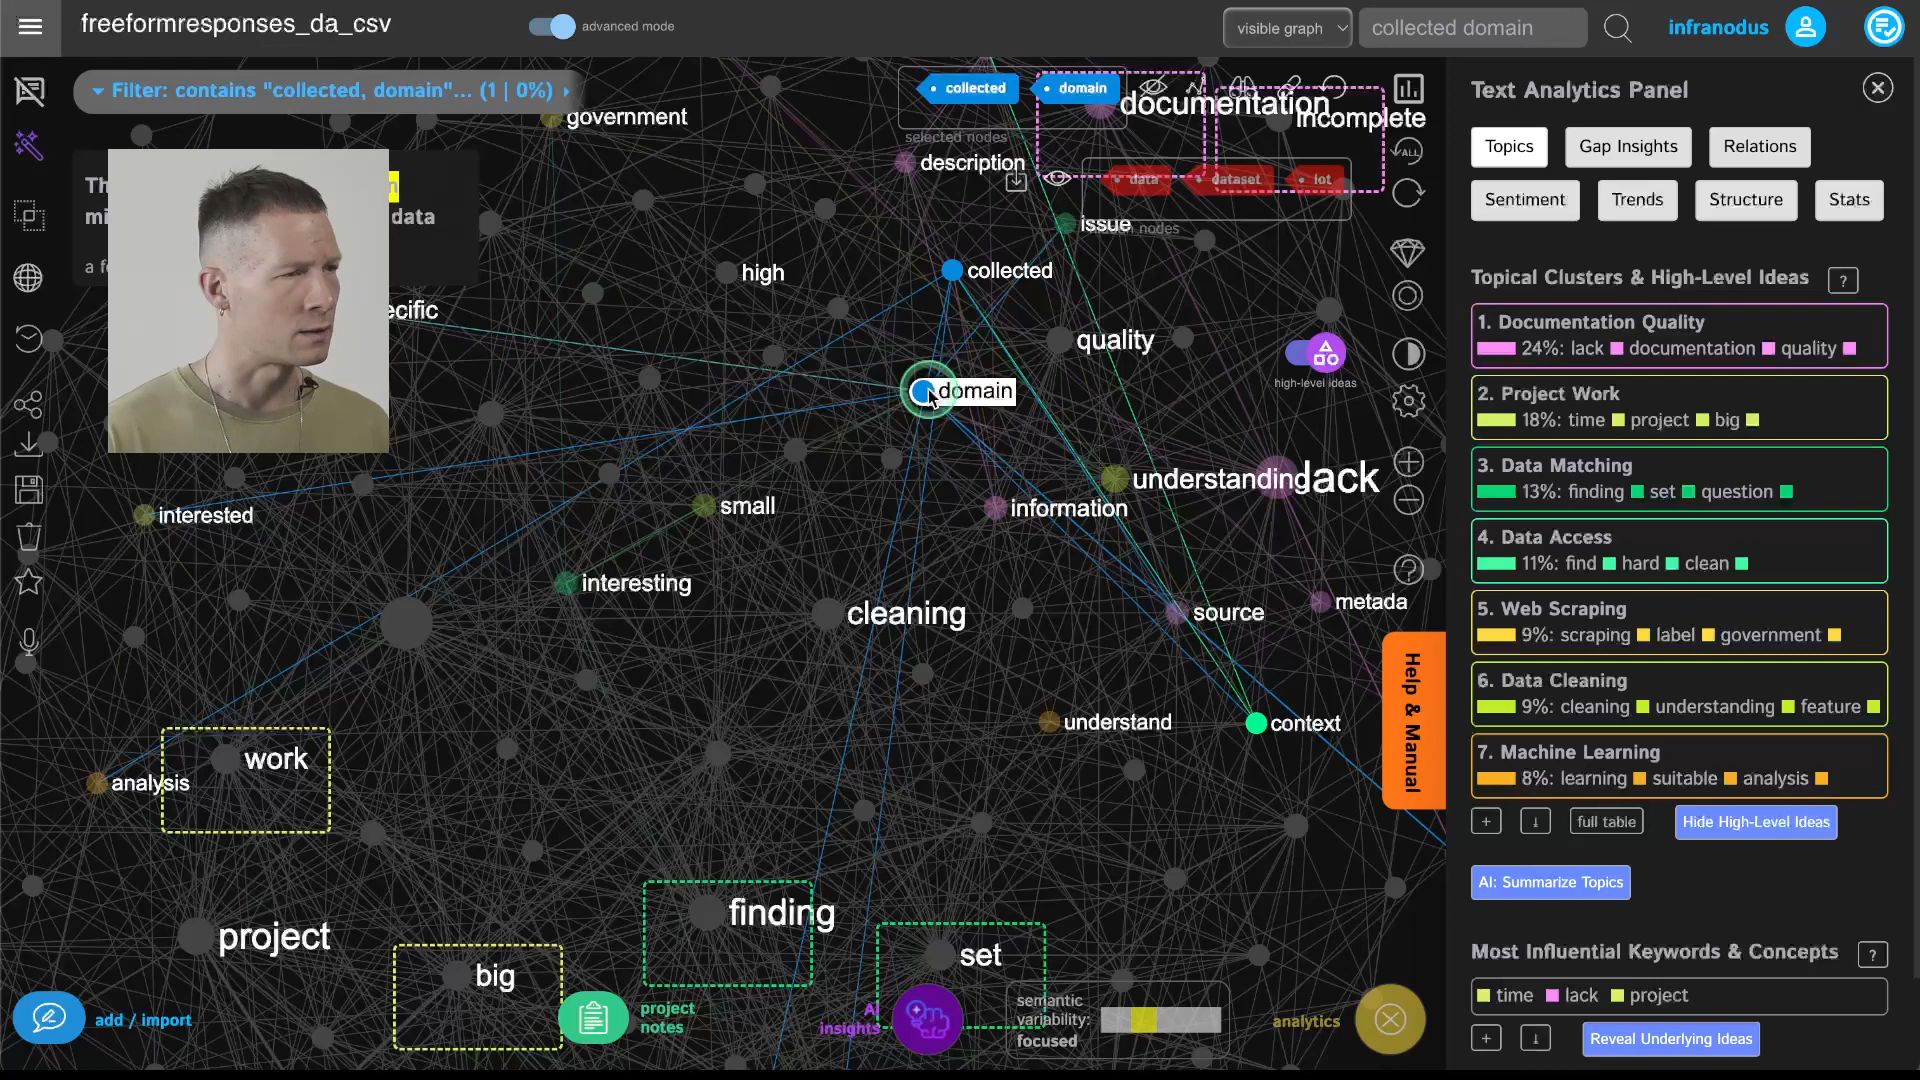 freeformresponses_da_csv
advanced mode
visible graph
collected domain
infranodus
Filter: contains "collected, domain"... (1 | 0%)
Th
mi
data
a f
collected
domain
selected nodes
data
dataset
lot
hidden nodes
government
documentation
Incomplete
description
issue
high
collected
ecific
quality
domain
high-level ideas
understanding
lack
interested
small
information
interesting
cleaning
source
metada
understand
context
work
analysis
project
finding
big
set
Help & Manual
add / import
project
notes
AI
insights
semantic
variability:
focused
analytics
Text Analytics Panel
Topics
Gap Insights
Relations
Sentiment
Trends
Structure
Stats
Topical Clusters & High-Level Ideas
?
1. Documentation Quality
24%: lack documentation quality
2. Project Work
18%: time project big
3. Data Matching
13%: finding set question
4. Data Access
11%: find hard clean
5. Web Scraping
9%: scraping label government
6. Data Cleaning
9%: cleaning understanding feature
7. Machine Learning
8%: learning suitable analysis
+
full table
Hide High-Level Ideas
AI: Summarize Topics
Most Influential Keywords & Concepts
?
time lack project
+
Reveal Underlying Ideas
ALL